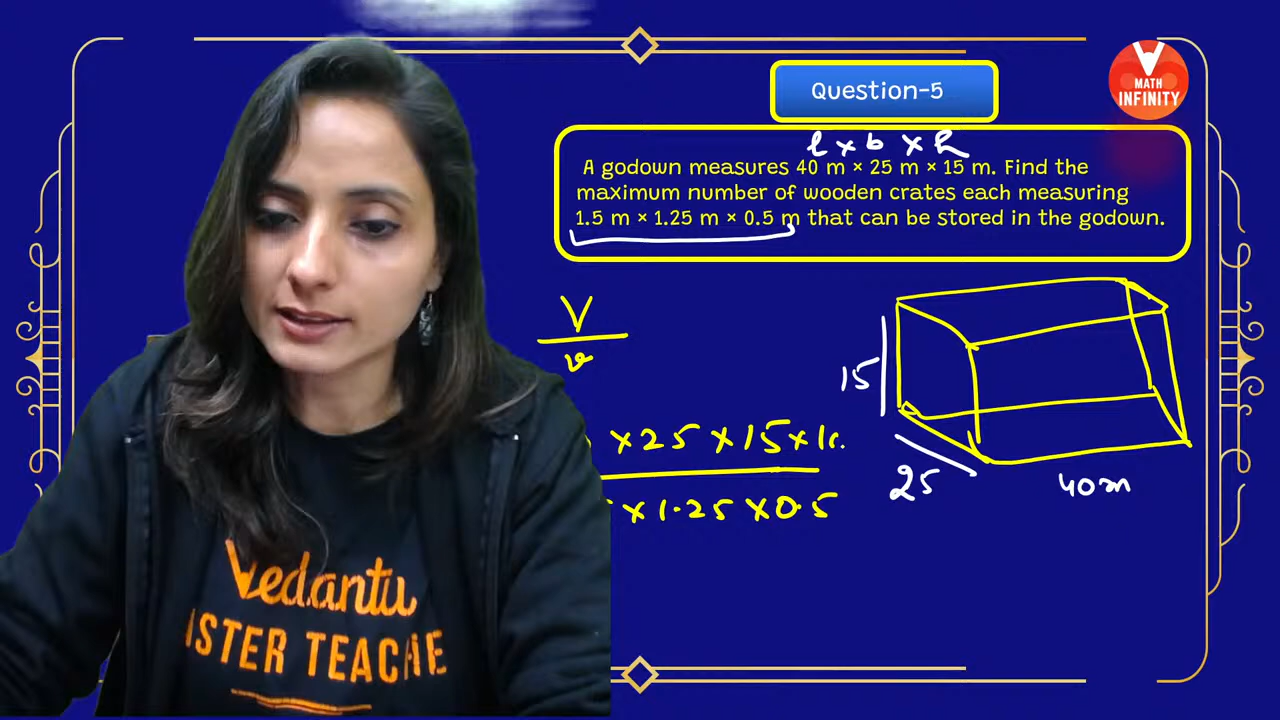 Question-5
MATH
INFINITY
l × b × h
A godown measures 40 m × 25 m × 15 m. Find the
maximum number of wooden crates each measuring
1.5 m × 1.25 m × 0.5 m that can be stored in the godown.
V
v
15
×25 ×15×1
× 1.25 ×0.5
25
40m
Vedantu
STER TEACHE